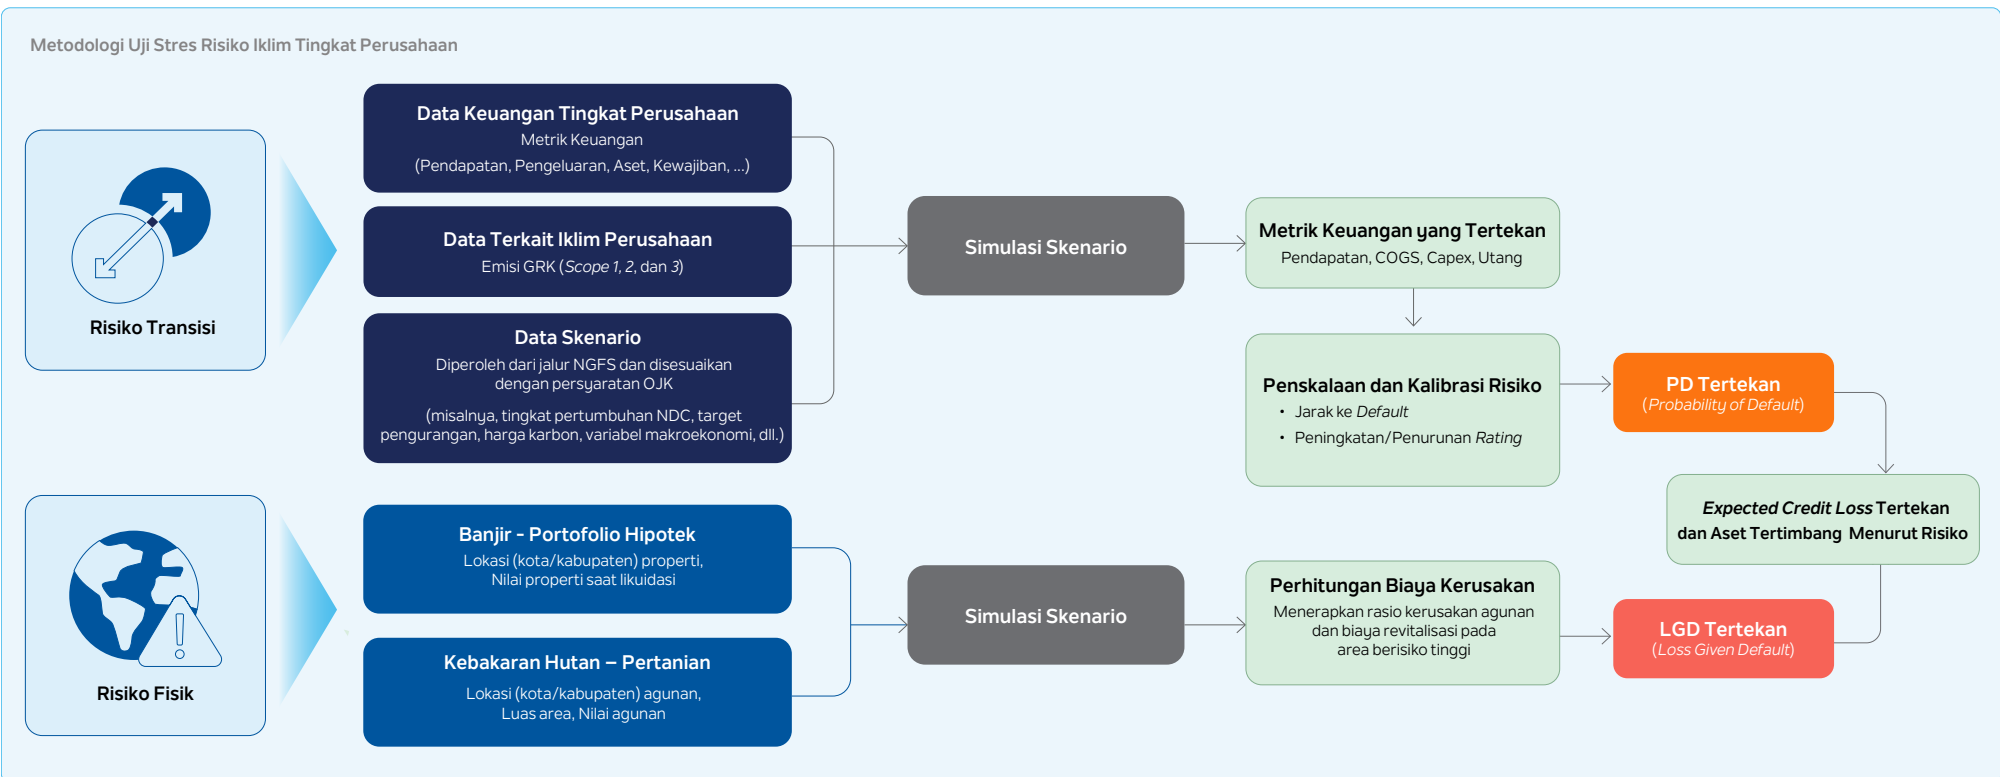 Metodologi Uji Stres Risiko Iklim Tingkat Perusahaan
Risiko Transisi
Data Keuangan Tingkat Perusahaan
Metrik Keuangan
(Pendapatan, Pengeluaran, Aset, Kewajiban, ...)
Data Terkait Iklim Perusahaan
Emisi GRK (Scope 1, 2, dan 3)
Data Skenario
Diperoleh dari jalur NGFS dan disesuaikan
dengan persyaratan OJK
(misalnya, tingkat pertumbuhan NDC, target
pengurangan, harga karbon, variabel makroekonomi, dll.)
Simulasi Skenario
Metrik Keuangan yang Tertekan
Pendapatan, COGS, Capex, Utang
Penskalaan dan Kalibrasi Risiko
• Jarak ke Default
• Peningkatan/Penurunan Rating
PD Tertekan
(Probability of Default)
Expected Credit Loss Tertekan
dan Aset Tertimbang Menurut Risiko
Risiko Fisik
Banjir - Portofolio Hipotek
Lokasi (kota/kabupaten) properti,
Nilai properti saat likuidasi
Kebakaran Hutan – Pertanian
Lokasi (kota/kabupaten) agunan,
Luas area, Nilai agunan
Simulasi Skenario
Perhitungan Biaya Kerusakan
Menerapkan rasio kerusakan agunan
dan biaya revitalisasi pada
area berisiko tinggi
LGD Tertekan
(Loss Given Default)